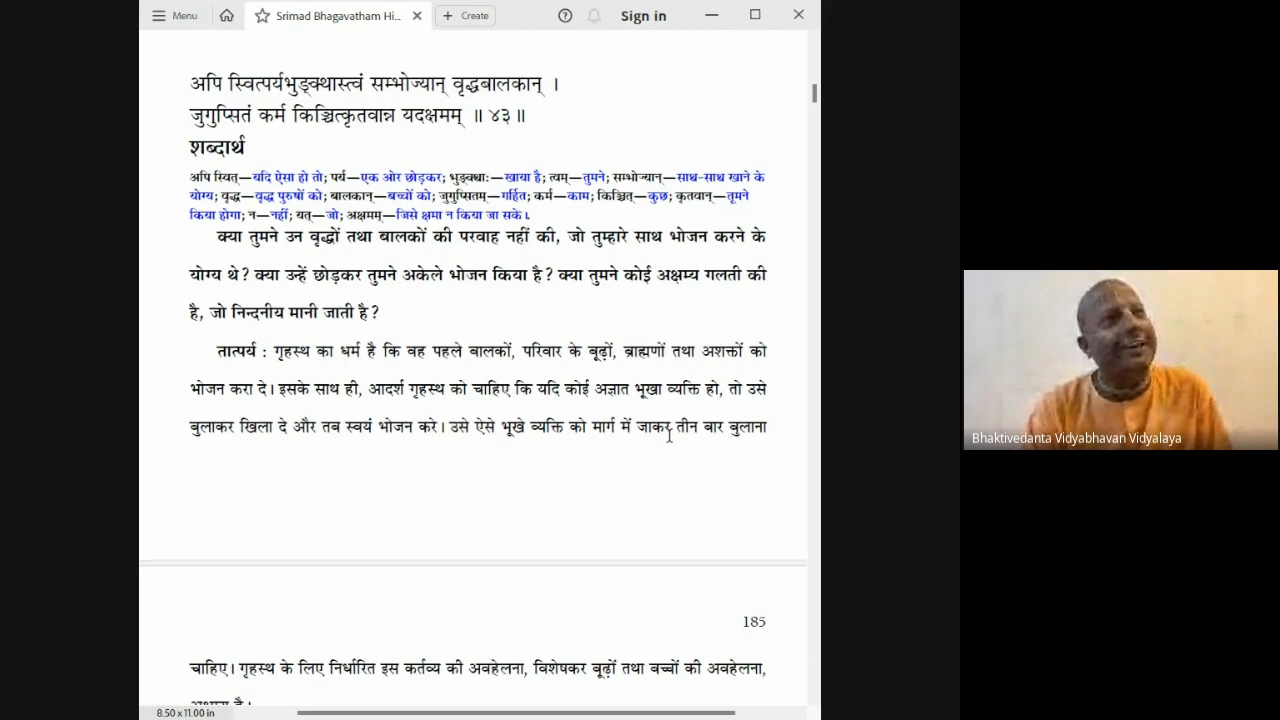 Menu
Srimad Bhagavatham Hi...
Create
Sign in
अपि स्वित्पर्यभुङ्क्थास्त्वं सम्भोज्यान् वृद्धबालकान् ।
जुगुप्सितं कर्म किञ्चित्कृतवान्न यदक्षमम् ॥ ४३॥
शब्दार्थ
अपि स्वित्—यदि ऐसा हो तो; पर्य—एक ओर छोड़कर; भुङ्क्थाः—खाया है; त्वम्—तुमने; सम्भोज्यान्—साथ-साथ खाने के
योग्य; वृद्ध—वृद्ध पुरुषों को; बालकान्—बच्चों को; जुगुप्सितम्—गर्हित; कर्म—काम; किञ्चित्—कुछ; कृतवान्—तूमने
किया होगा; न—नहीं; यत्—जो; अक्षमम्—जिसे क्षमा न किया जा सके।
क्या तुमने उन वृद्धों तथा बालकों की परवाह नहीं की, जो तुम्हारे साथ भोजन करने के
योग्य थे? क्या उन्हें छोड़कर तुमने अकेले भोजन किया है? क्या तुमने कोई अक्षम्य गलती की
है, जो निन्दनीय मानी जाती है?
तात्पर्य : गृहस्थ का धर्म है कि वह पहले बालकों, परिवार के बूढ़ों, ब्राह्मणों तथा अशक्तों को
भोजन करा दे। इसके साथ ही, आदर्श गृहस्थ को चाहिए कि यदि कोई अज्ञात भूखा व्यक्ति हो, तो उसे
बुलाकर खिला दे और तब स्वयं भोजन करे। उसे ऐसे भूखे व्यक्ति को मार्ग में जाकर तीन बार बुलाना
185
चाहिए। गृहस्थ के लिए निर्धारित इस कर्तव्य की अवहेलना, विशेषकर बूढ़ों तथा बच्चों की अवहेलना,
8.50 x 11.00 in
Bhaktivedanta Vidyabhavan Vidyalaya